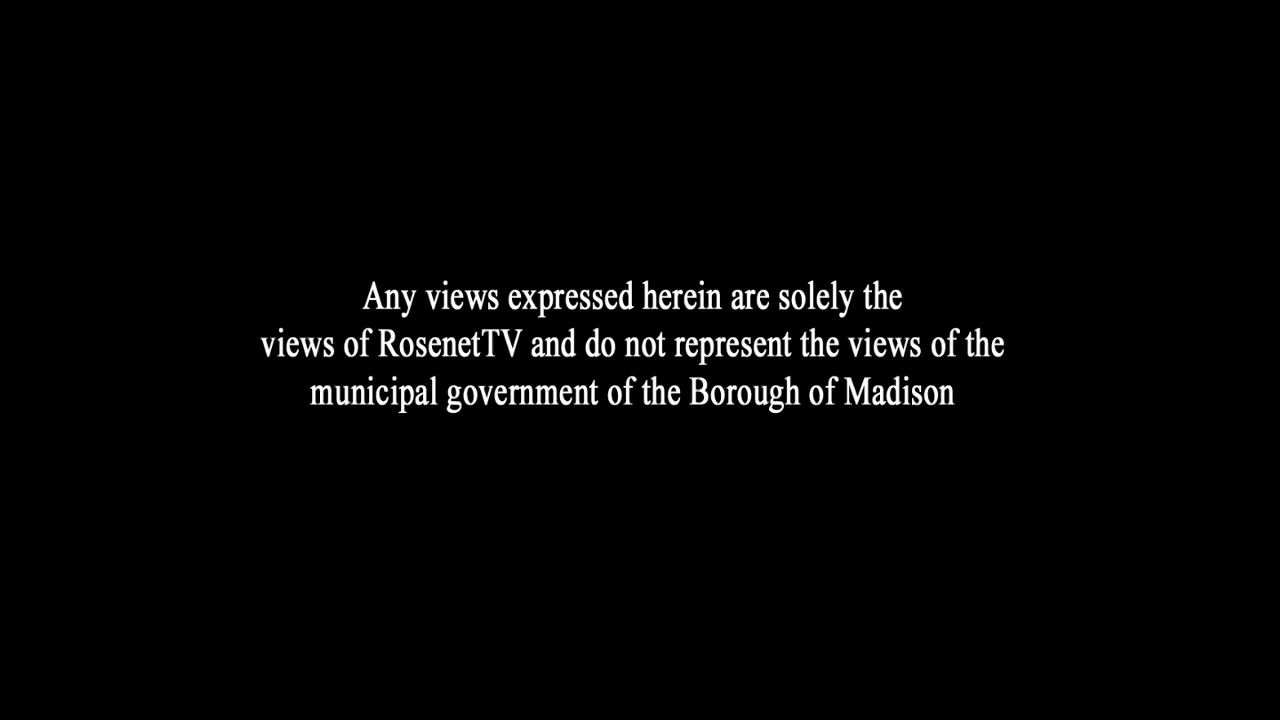 Any views expressed herein are solely the
views of RosenetTV and do not represent the views of the
municipal government of the Borough of Madison